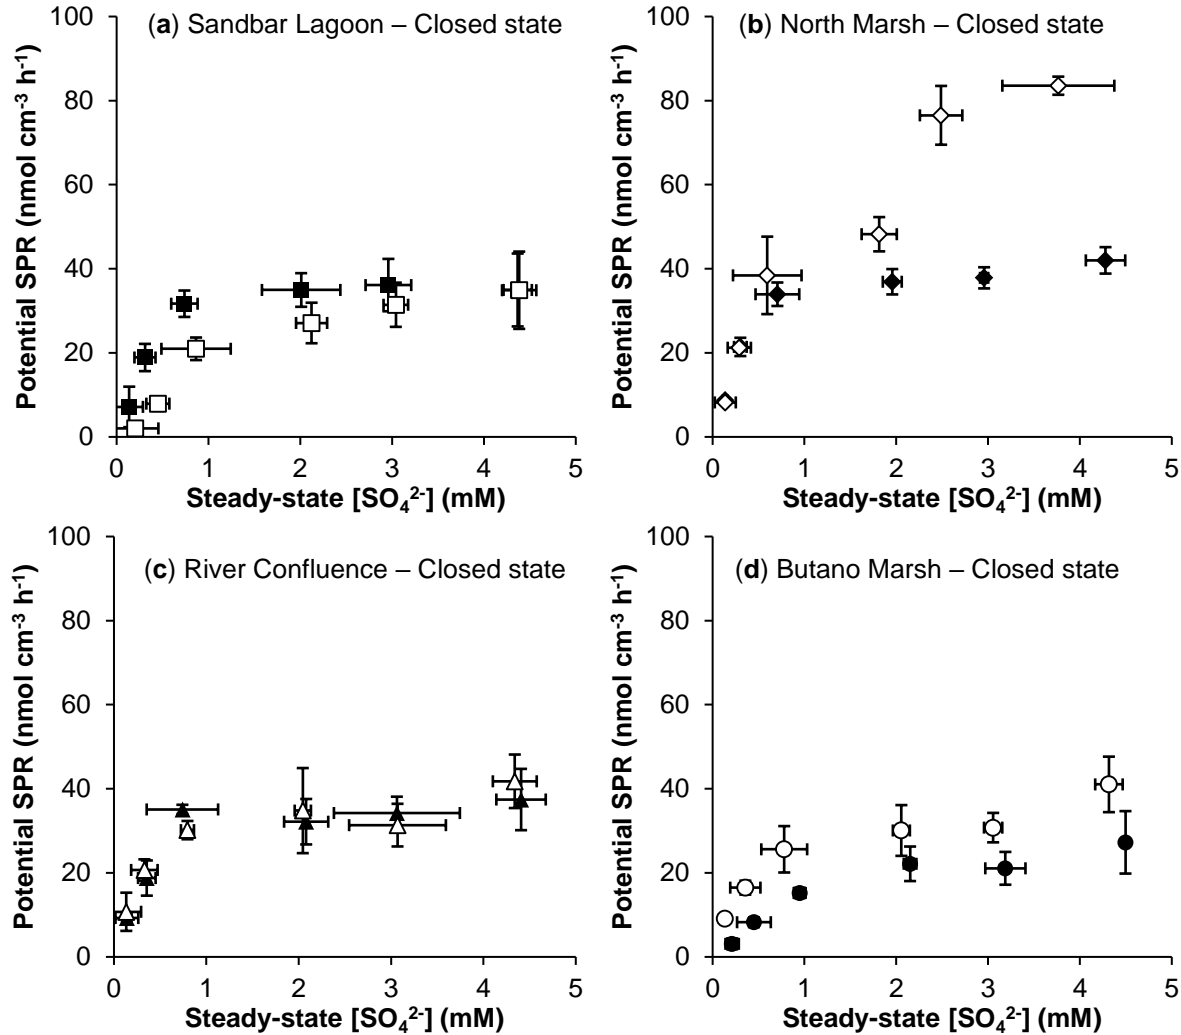 (a) Sandbar Lagoon – Closed state
Potential SPR (nmol cm⁻³ h⁻¹)
100
80
60
40
20
0
0 1 2 3 4 5
Steady-state [SO₄²⁻] (mM)
(b) North Marsh – Closed state
Potential SPR (nmol cm⁻³ h⁻¹)
100
80
60
40
20
0
0 1 2 3 4 5
Steady-state [SO₄²⁻] (mM)
(c) River Confluence – Closed state
Potential SPR (nmol cm⁻³ h⁻¹)
100
80
60
40
20
0
0 1 2 3 4 5
Steady-state [SO₄²⁻] (mM)
(d) Butano Marsh – Closed state
Potential SPR (nmol cm⁻³ h⁻¹)
100
80
60
40
20
0
0 1 2 3 4 5
Steady-state [SO₄²⁻] (mM)